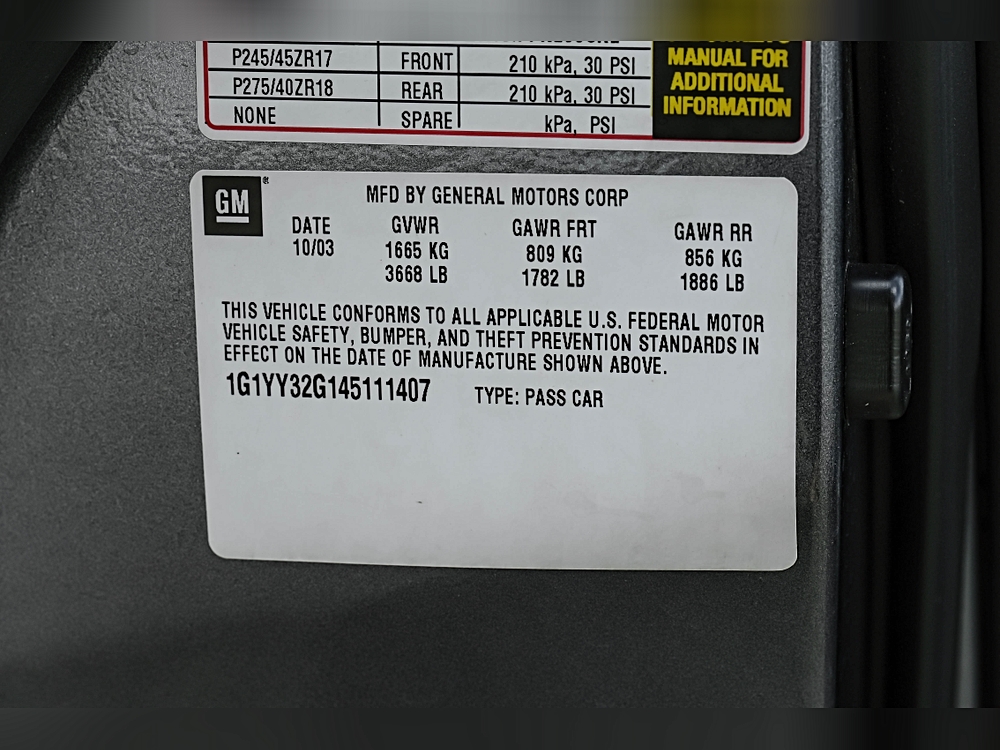 P245/45ZR17 FRONT 210 kPa, 30 PSI
P275/40ZR18 REAR 210 kPa, 30 PSI
NONE SPARE kPa, PSI
MANUAL FOR
ADDITIONAL
INFORMATION
GM®
MFD BY GENERAL MOTORS CORP
DATE GVWR GAWR FRT GAWR RR
10/03 1665 KG 809 KG 856 KG
3668 LB 1782 LB 1886 LB
THIS VEHICLE CONFORMS TO ALL APPLICABLE U.S. FEDERAL MOTOR
VEHICLE SAFETY, BUMPER, AND THEFT PREVENTION STANDARDS IN
EFFECT ON THE DATE OF MANUFACTURE SHOWN ABOVE.
1G1YY32G145111407 TYPE: PASS CAR